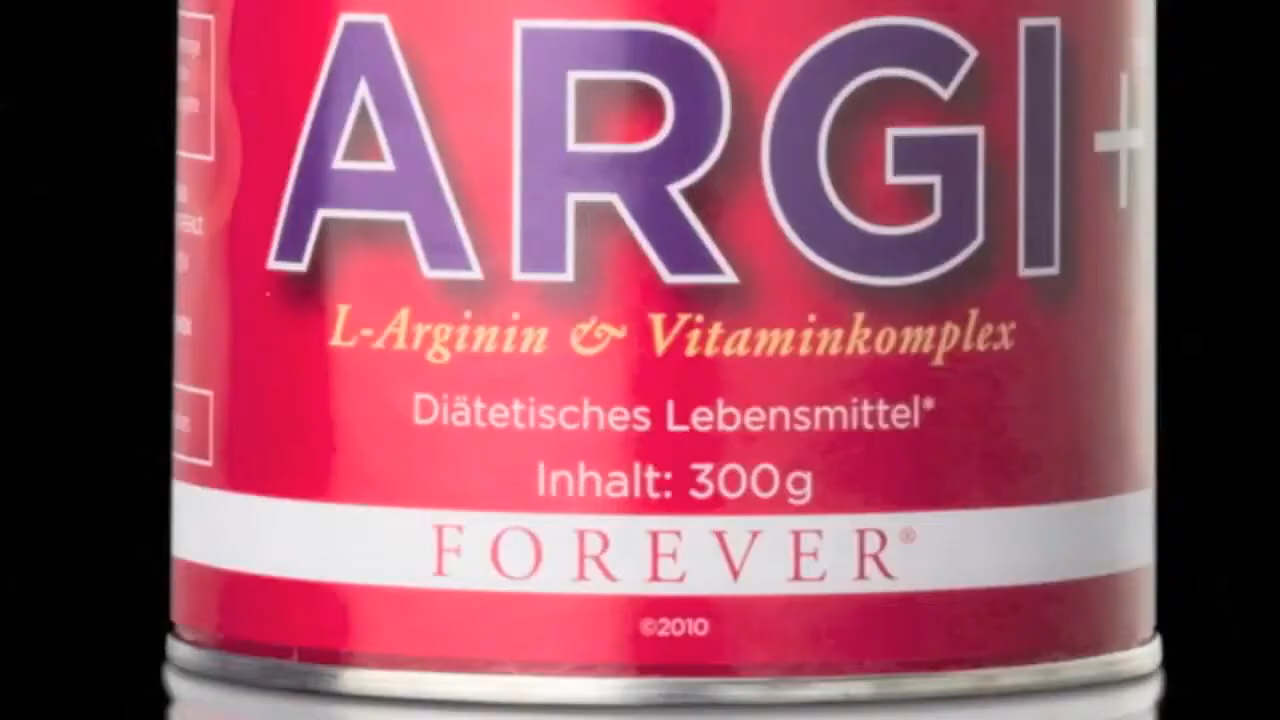 ARGI+
L-Arginin & Vitaminkomplex
Diätetisches Lebensmittel*
Inhalt: 300g
FOREVER®
©2010